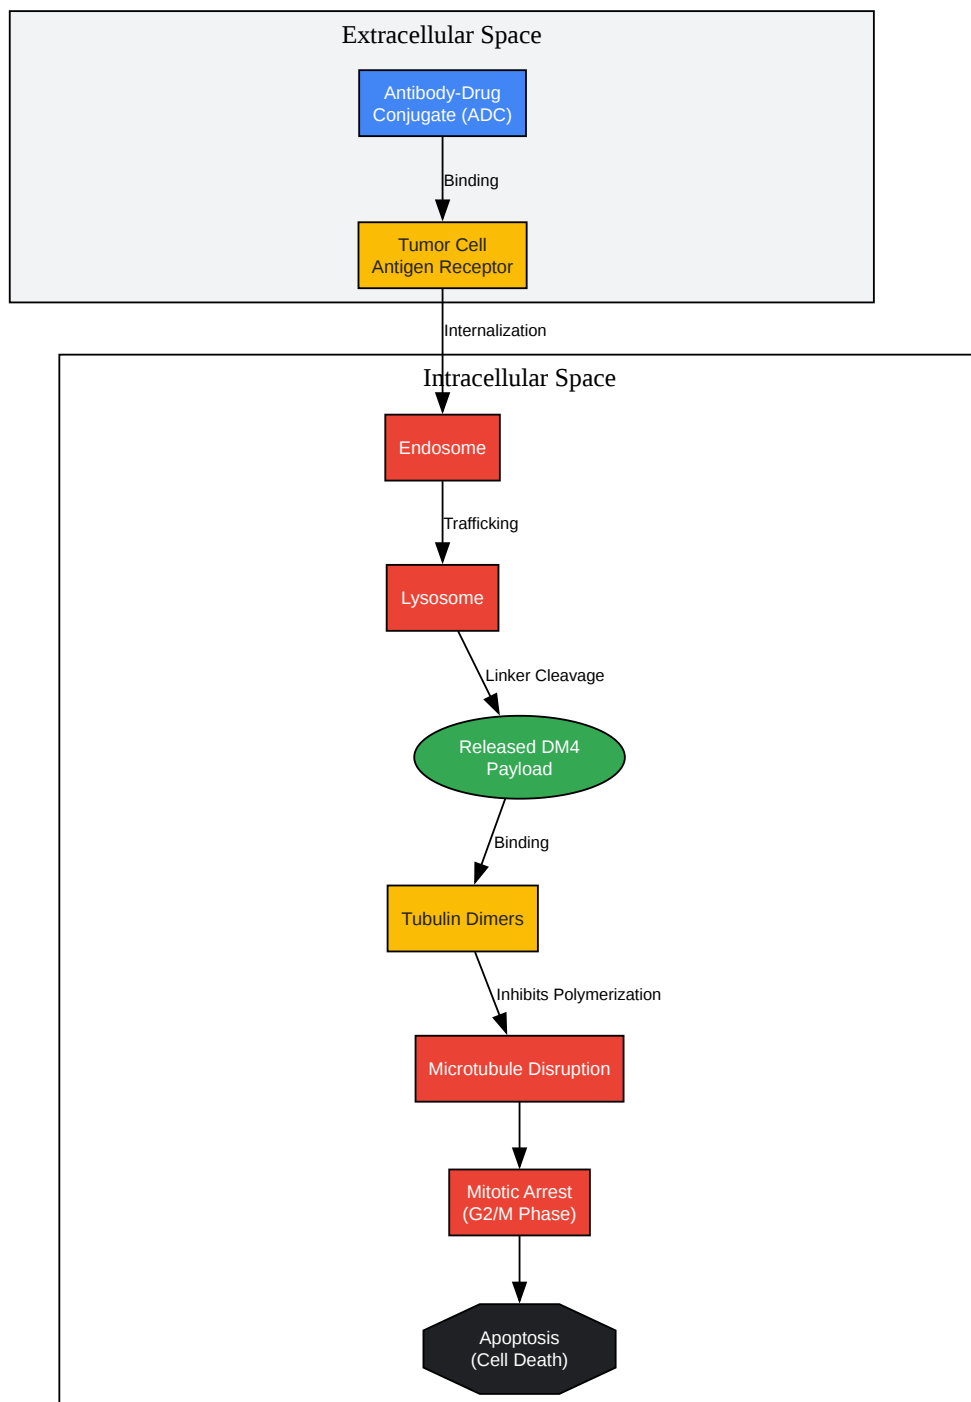 Extracellular Space
Antibody-Drug
Conjugate (ADC)
Binding
Tumor Cell
Antigen Receptor
Internalization
Intracellular Space
Endosome
Trafficking
Lysosome
Linker Cleavage
Released DM4
Payload
Binding
Tubulin Dimers
Inhibits Polymerization
Microtubule Disruption
Mitotic Arrest
(G2/M Phase)
Apoptosis
(Cell Death)